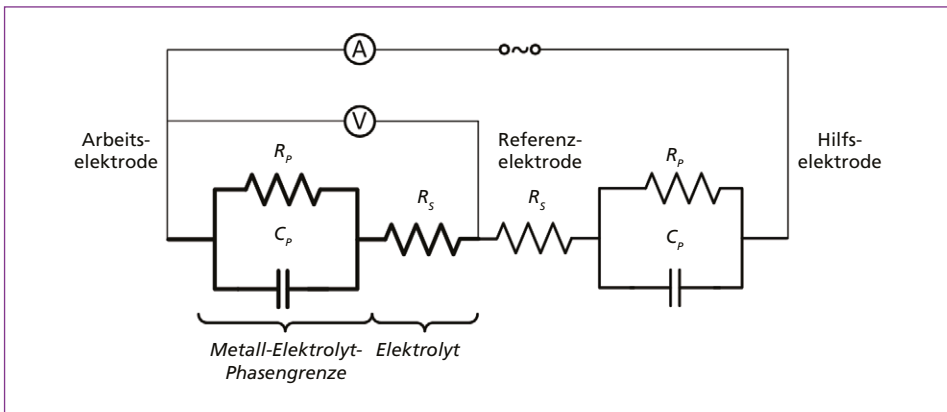 A
V
Arbeits-
elektrode
Referenz-
elektrode
Hilfs-
elektrode
R_P
R_S
R_S
R_P
C_P
C_P
Metall-Elektrolyt-
Phasengrenze
Elektrolyt